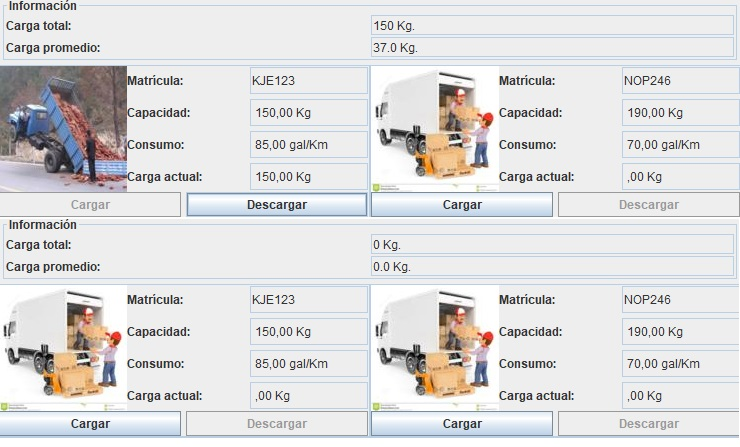 Información
Carga total: 150 Kg.
Carga promedio: 37.0 Kg.
Matrícula: KJE123 Matrícula: NOP246
Capacidad: 150,00 Kg Capacidad: 190,00 Kg
Consumo: 85,00 gal/Km Consumo: 70,00 gal/Km
Carga actual: 150,00 Kg Carga actual: ,00 Kg
Cargar Descargar Cargar Descargar
Información
Carga total: 0 Kg.
Carga promedio: 0.0 Kg.
Matrícula: KJE123 Matrícula: NOP246
Capacidad: 150,00 Kg Capacidad: 190,00 Kg
Consumo: 85,00 gal/Km Consumo: 70,00 gal/Km
Carga actual: ,00 Kg Carga actual: ,00 Kg
Cargar Descargar Cargar Descargar